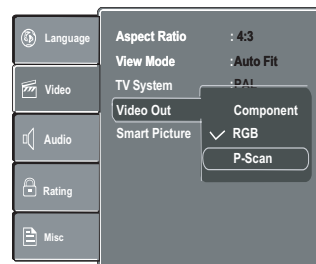 Language
Video
Audio
Rating
Misc
Aspect Ratio : 4:3
View Mode : Auto Fit
TV System : PAL
Video Out
Smart Picture
Component
RGB
P-Scan